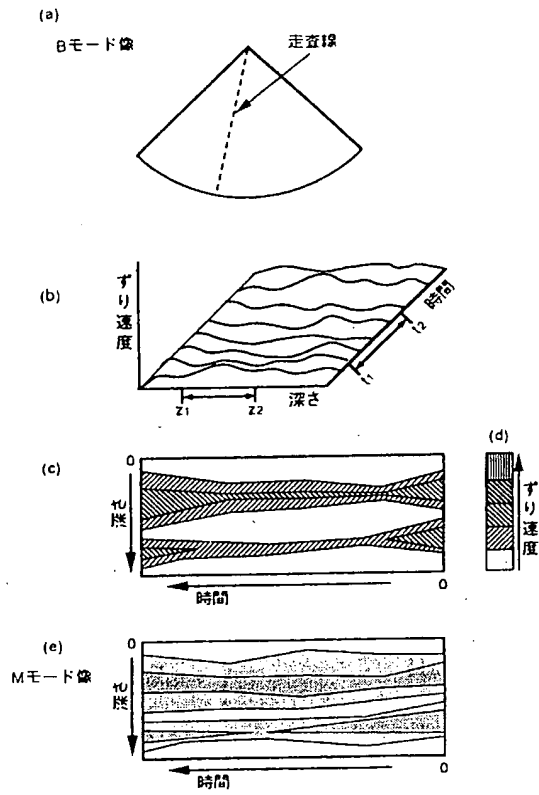 (a)
Bモード像
走査線
(b)
ずり速度
時間
t2
t1
z1
z2
深さ
(c)
0
深さ
時間
0
(d)
ずり速度
(e)
Mモード像
0
深さ
時間
0